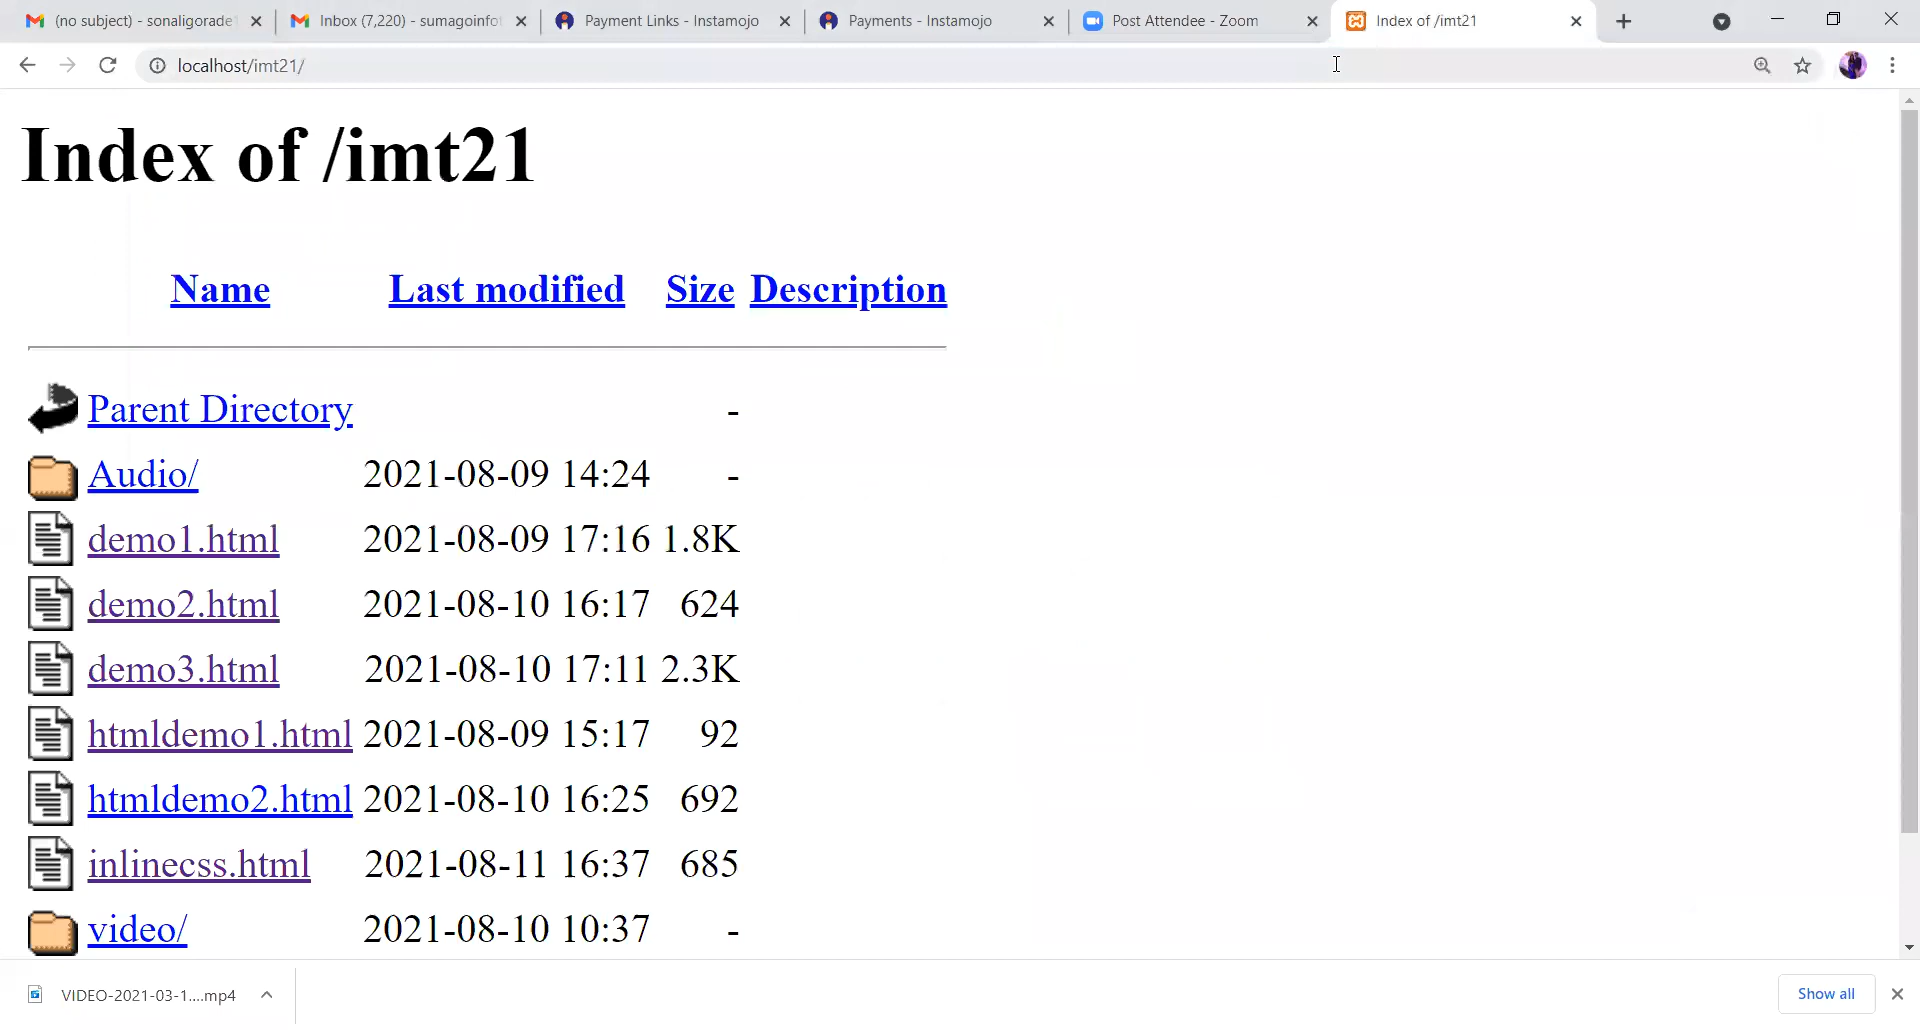 (no subject) - sonaligorade1
Inbox (7,220) - sumagoinfo
Payment Links - Instamojo
Payments - Instamojo
Post Attendee - Zoom
Index of /imt21
localhost/imt21/
Index of /imt21
Name Last modified Size Description
Parent Directory -
Audio/ 2021-08-09 14:24 -
demo1.html 2021-08-09 17:16 1.8K
demo2.html 2021-08-10 16:17 624
demo3.html 2021-08-10 17:11 2.3K
htmldemo1.html 2021-08-09 15:17 92
htmldemo2.html 2021-08-10 16:25 692
inlinecss.html 2021-08-11 16:37 685
video/ 2021-08-10 10:37 -
VIDEO-2021-03-1....mp4
Show all